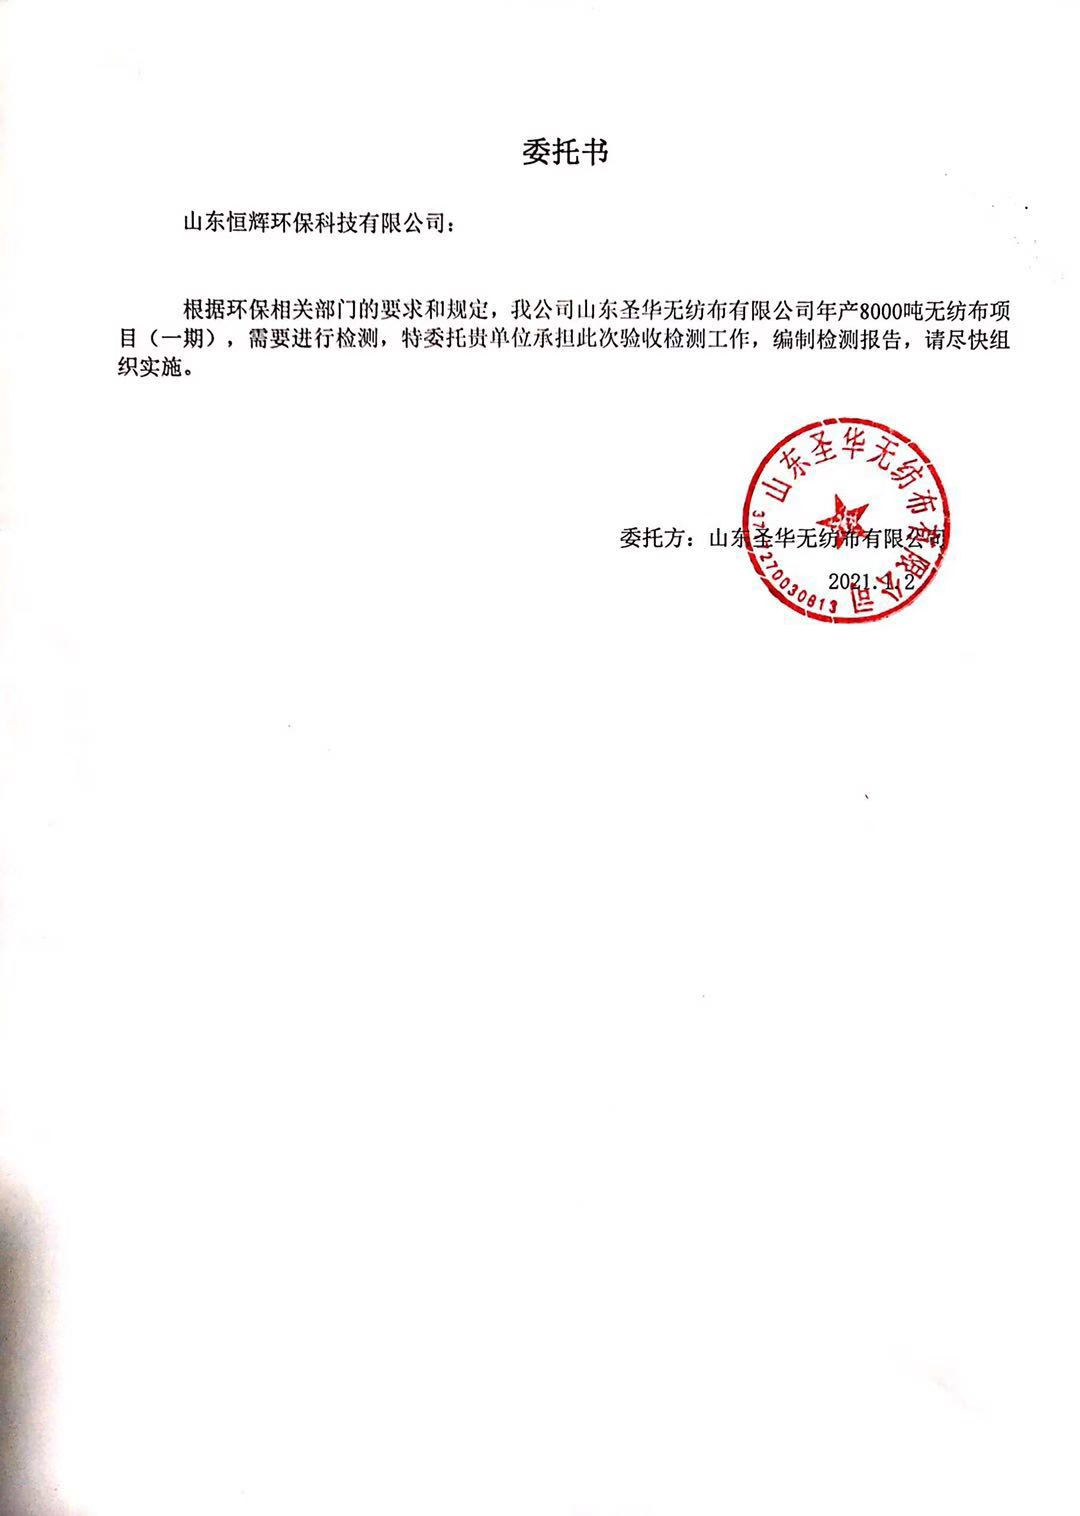 委托书
山东恒辉环保科技有限公司：
根据环保相关部门的要求和规定，我公司山东圣华无纺布有限公司年产8000吨无纺布项
目（一期），需要进行检测，特委托贵单位承担此次验收检测工作，编制检测报告，请尽快组
织实施。
山东圣华无纺布有限公司
委托方：山东圣华无纺布有限公司
2021.1.2